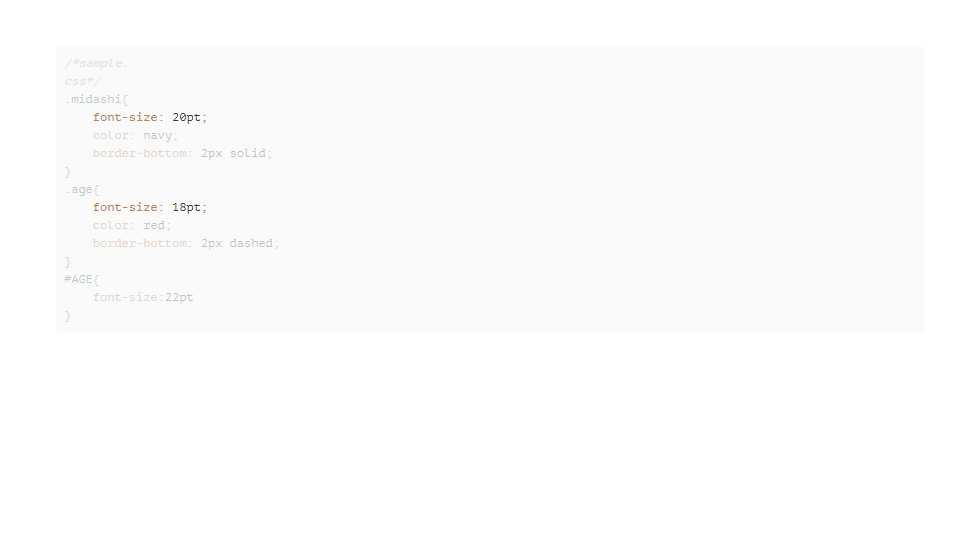 /*sample.
css*/
.midashi{
    font-size: 20pt;
    color: navy;
    border-bottom: 2px solid;
}
.age{
    font-size: 18pt;
    color: red;
    border-bottom: 2px dashed;
}
#AGE{
    font-size:22pt
}